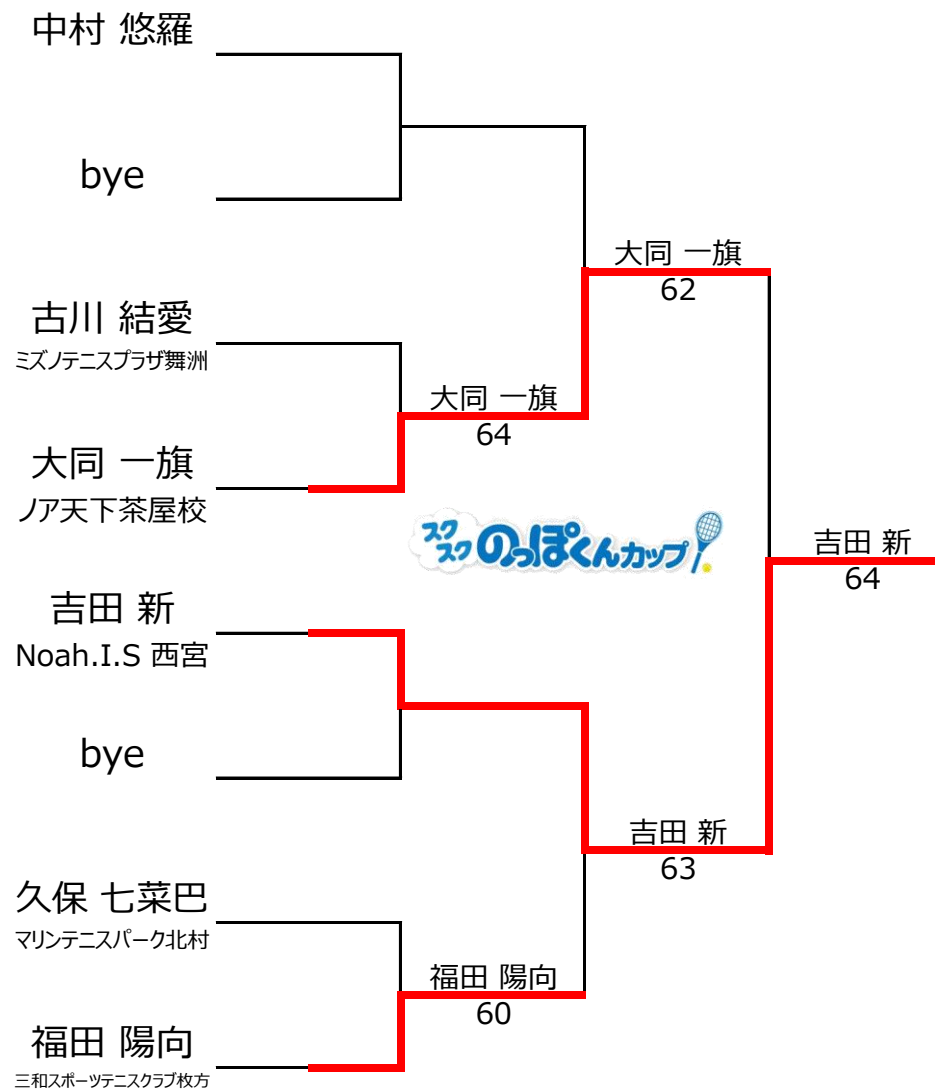 中村 悠羅
bye
大同 一旗
62
古川 結愛
ミズノテニスプラザ舞洲
大同 一旗
64
大同 一旗
ノア天下茶屋校
スクスクのっぽくんカップ
吉田 新
64
吉田 新
Noah.I.S 西宮
bye
吉田 新
63
久保 七菜巴
マリンテニスパーク北村
福田 陽向
60
福田 陽向
三和スポーツテニスクラブ枚方